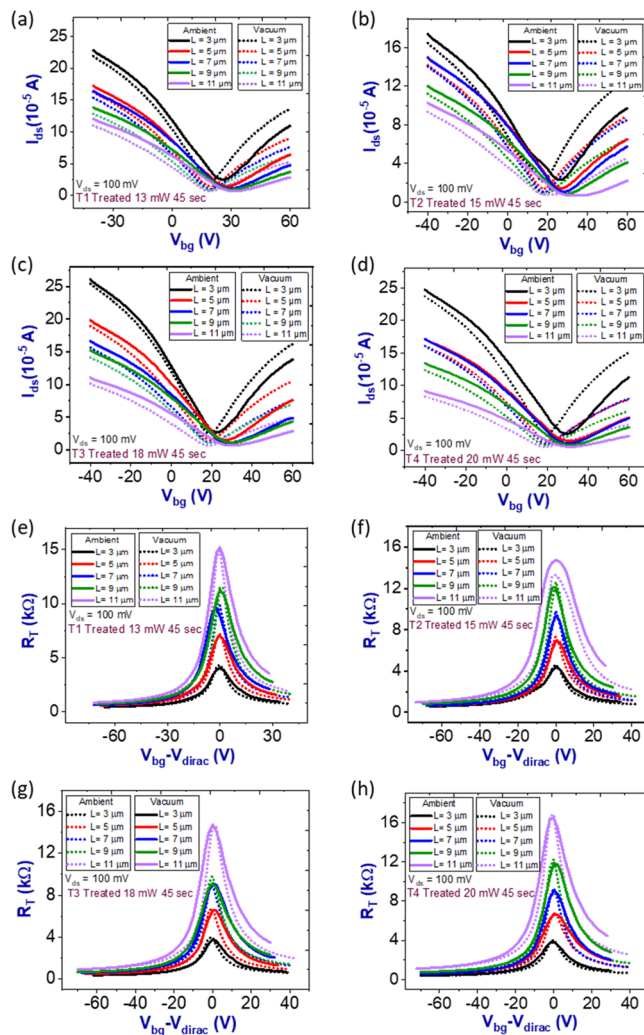 (a)
Ambient Vacuum
L = 3 µm L = 3 µm
L = 5 µm L = 5 µm
L = 7 µm L = 7 µm
L = 9 µm L = 9 µm
L = 11 µm L = 11 µm
Ids(10-5 A)
25
20
15
10
5
0
Vds = 100 mV
T1 Treated 13 mW 45 sec
-30 0 30 60
Vbg (V)
(b)
Ambient Vacuum
L = 3 µm L = 3 µm
L = 5 µm L = 5 µm
L = 7 µm L = 7 µm
L = 9 µm L = 9 µm
L = 11 µm L = 11 µm
Ids(10-5 A)
16
12
8
4
0
Vds = 100 mV
T2 Treated 15 mW 45 sec
-40 -20 0 20 40 60
Vbg (V)
(c)
Ambient Vacuum
L = 3 µm L = 3 µm
L = 5 µm L = 5 µm
L = 7 µm L = 7 µm
L = 9 µm L = 9 µm
L = 11 µm L = 11 µm
Ids(10-5 A)
30
25
20
15
10
5
0
Vds = 100 mV
T3 Treated 18 mW 45 sec
-40 -20 0 20 40 60
Vbg (V)
(d)
Ambient Vacuum
L = 3 µm L = 3 µm
L = 5 µm L = 5 µm
L = 7 µm L = 7 µm
L = 9 µm L = 9 µm
L = 11 µm L = 11 µm
Ids(10-5 A)
30
25
20
15
10
5
0
Vds = 100 mV
T4 Treated 20 mW 45 sec
-40 -20 0 20 40 60
Vbg (V)
(e)
Ambient Vacuum
L= 3 µm L= 3 µm
L= 5 µm L= 5 µm
L= 7 µm L= 7 µm
L= 9 µm L= 9 µm
L= 11 µm L= 11 µm
RT (kΩ)
15
10
5
0
Vds = 100 mV
T1 Treated 13 mW 45 sec
-60 -30 0 30
Vbg-Vdirac (V)
(f)
Ambient Vacuum
L= 3 µm L= 3 µm
L= 5 µm L= 5 µm
L= 7 µm L= 7 µm
L= 9 µm L= 9 µm
L= 11 µm L= 11 µm
RT (kΩ)
16
12
8
4
0
Vds = 100 mV
T2 Treated 15 mW 45 sec
-60 -40 -20 0 20 40
Vbg-Vdirac (V)
(g)
Ambient Vacuum
L= 3 µm L= 3 µm
L= 5 µm L= 5 µm
L= 7 µm L= 7 µm
L= 9 µm L= 9 µm
L= 11 µm L= 11 µm
RT (kΩ)
16
12
8
4
0
Vds = 100 mV
T3 Treated 18 mW 45 sec
-60 -40 -20 0 20 40
Vbg-Vdirac (V)
(h)
Ambient Vacuum
L= 3 µm L= 3 µm
L= 5 µm L= 5 µm
L= 7 µm L= 7 µm
L= 9 µm L= 9 µm
L= 11 µm L= 11 µm
RT (kΩ)
16
12
8
4
0
Vds = 100 mV
T4 Treated 20 mW 45 sec
-60 -40 -20 0 20 40
Vbg-Vdirac (V)